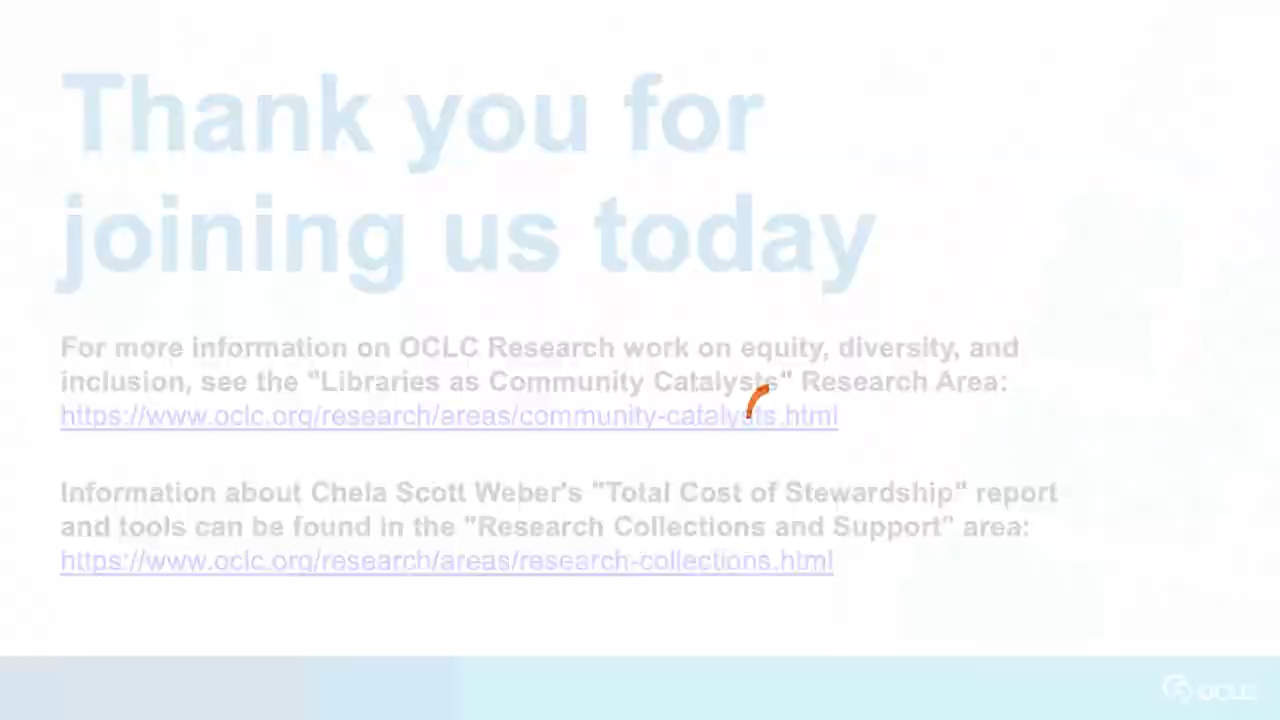 Thank you for
joining us today
For more information on OCLC Research work on equity, diversity, and
inclusion, see the "Libraries as Community Catalysts" Research Area:
https://www.oclc.org/research/areas/community-catalysts.html
Information about Chela Scott Weber's "Total Cost of Stewardship" report
and tools can be found in the "Research Collections and Support" area:
https://www.oclc.org/research/areas/research-collections.html
OCLC